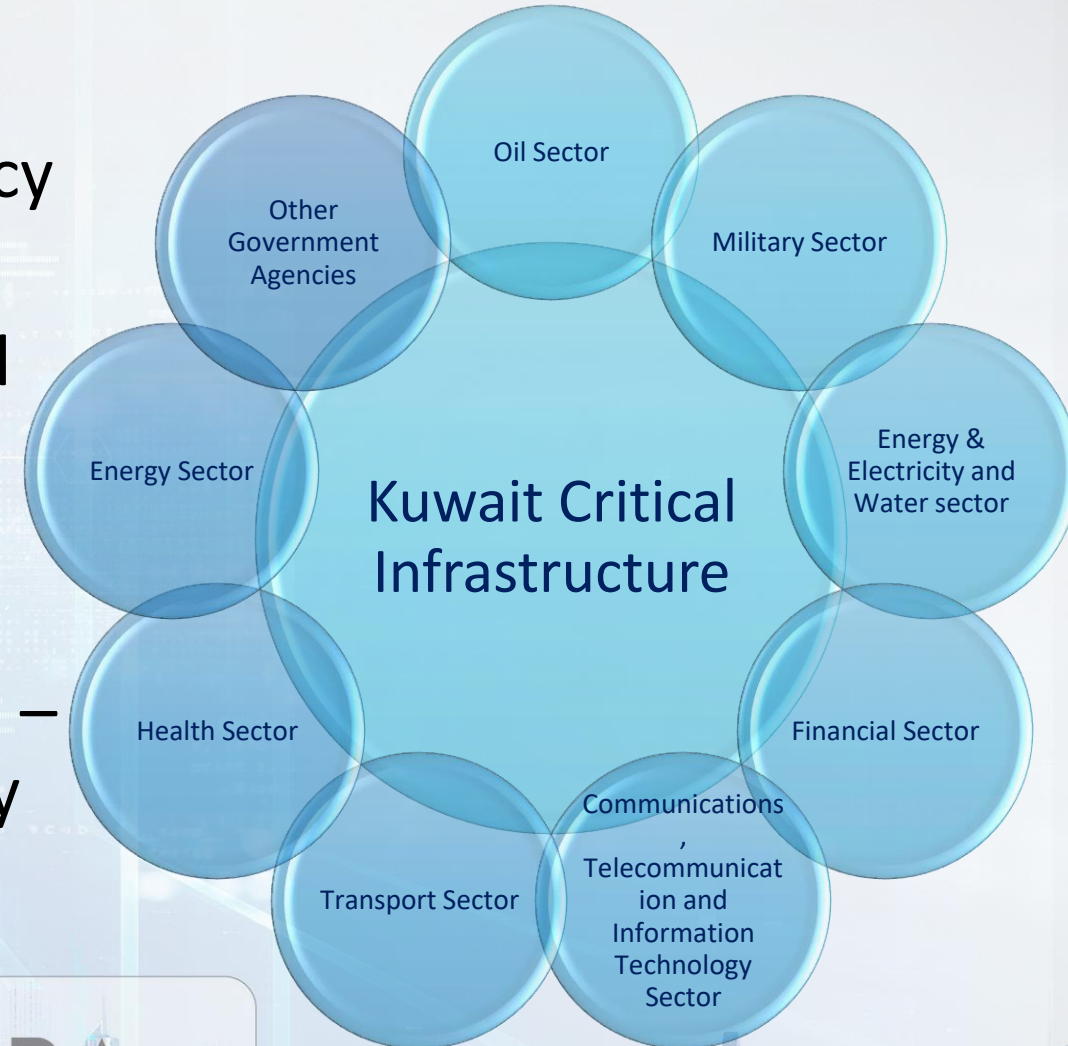 cy
–
y
Oil Sector
Military Sector
Energy &
Electricity and
Water sector
Financial Sector
Communications
,
Telecommunicat
ion and
Information
Technology
Sector
Transport Sector
Health Sector
Energy Sector
Other
Government
Agencies
Kuwait Critical
Infrastructure